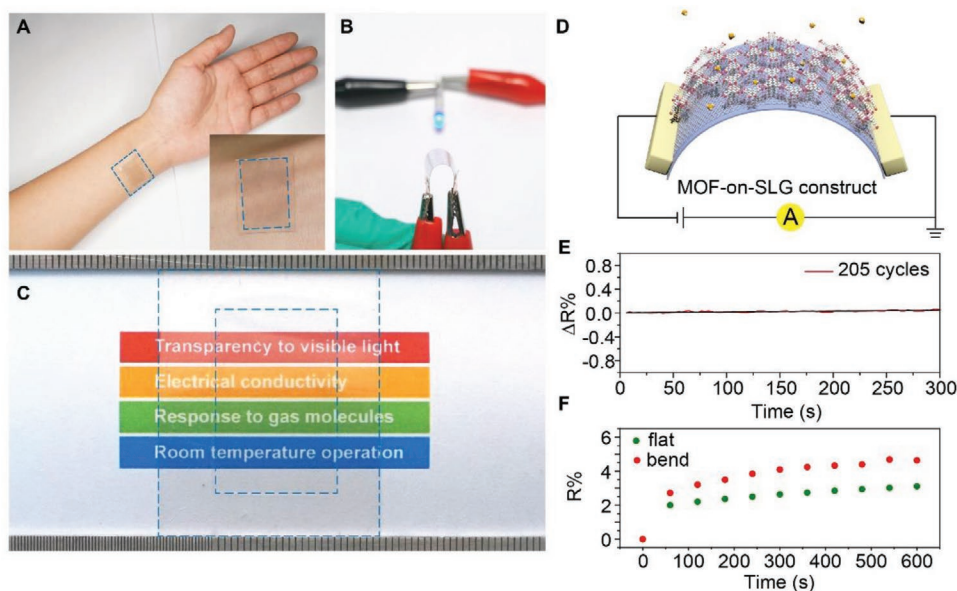 A
B
C
Transparency to visible light
Electrical conductivity
Response to gas molecules
Room temperature operation
D
MOF-on-SLG construct
A
E
205 cycles
ΔR%
0.8
0.4
0.0
-0.4
-0.8
0 50 100 150 200 250 300
Time (s)
F
flat
bend
R%
6
4
2
0
0 100 200 300 400 500 600
Time (s)